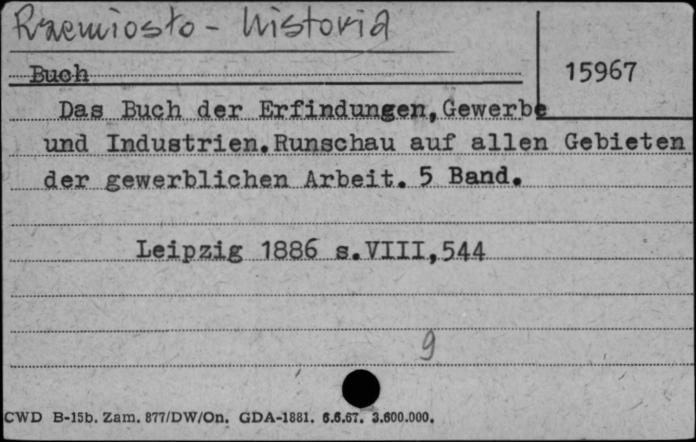 Rzemiosło - historia
Buch
15967
Das Buch der Erfindungen,Gewerbe
und Industrien.Runschau auf allen Gebieten
der gewerblichen Arbeit. 5 Band.
Leipzig 1886 s.VIII,544
9
CWD B-15b. Zam. 877/DW/On. GDA-1881. 6.6.67. 3.600.000.